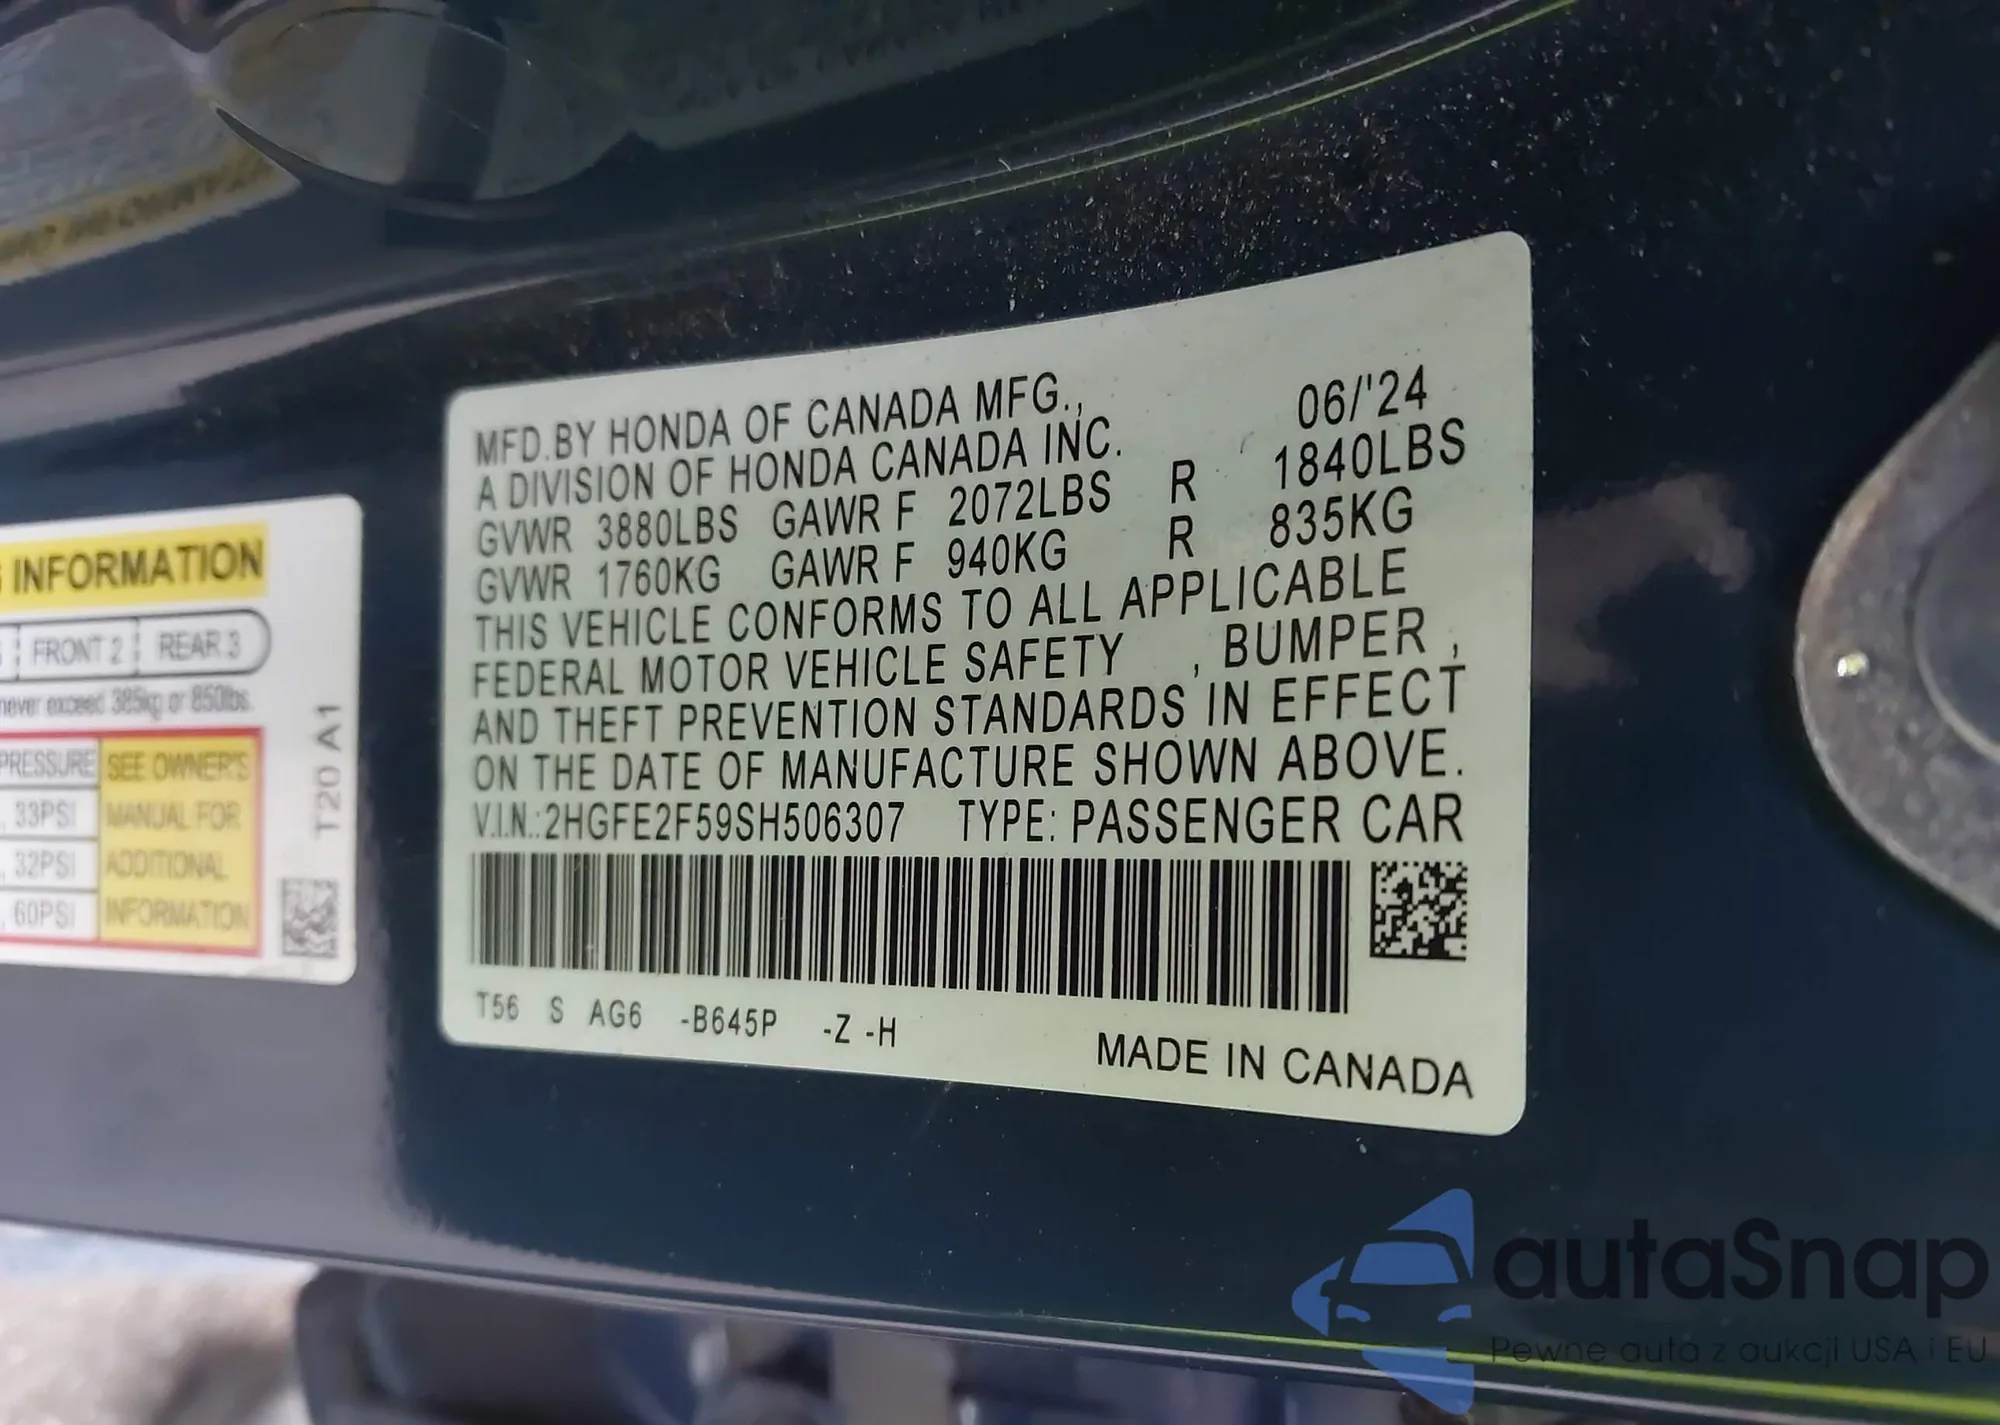 MFD.BY HONDA OF CANADA MFG., 06/'24
A DIVISION OF HONDA CANADA INC.
GVWR 3880LBS GAWR F 2072LBS R 1840LBS
GVWR 1760KG GAWR F 940KG R 835KG
THIS VEHICLE CONFORMS TO ALL APPLICABLE
FEDERAL MOTOR VEHICLE SAFETY , BUMPER ,
AND THEFT PREVENTION STANDARDS IN EFFECT
ON THE DATE OF MANUFACTURE SHOWN ABOVE.
V.I.N.:2HGFE2F59SH506307 TYPE: PASSENGER CAR
T56 S AG6 -B645P -Z -H
MADE IN CANADA
INFORMATION
FRONT 2 REAR 3
never exceed 385kg or 850lbs.
PRESSURE SEE OWNER'S
, 33PSI MANUAL FOR
, 32PSI ADDITIONAL
, 60PSI INFORMATION
T20 A1
autaSnap
Pewne auta z aukcji USA i EU